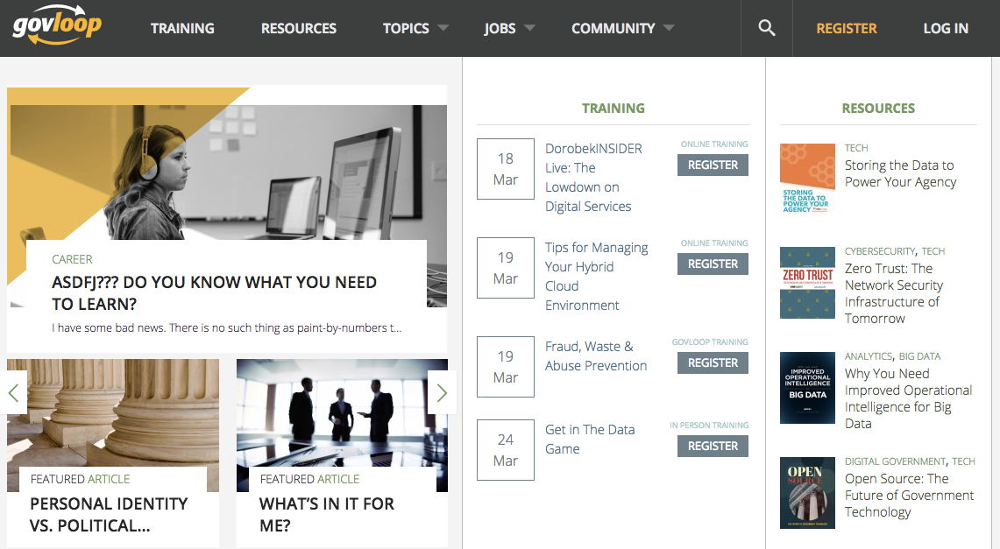 govloop
TRAINING
RESOURCES
TOPICS
JOBS
COMMUNITY
REGISTER
LOG IN
CAREER
ASDFJ??? DO YOU KNOW WHAT YOU NEED
TO LEARN?
I have some bad news. There is no such thing as paint-by-numbers t...
FEATURED ARTICLE
PERSONAL IDENTITY
VS. POLITICAL...
FEATURED ARTICLE
WHAT'S IN IT FOR
ME?
TRAINING
18
Mar
DorobekINSIDER
Live: The
Lowdown on
Digital Services
ONLINE TRAINING
REGISTER
19
Mar
Tips for Managing
Your Hybrid
Cloud
Environment
ONLINE TRAINING
REGISTER
19
Mar
Fraud, Waste &
Abuse Prevention
GOVLOOP TRAINING
REGISTER
24
Mar
Get in The Data
Game
IN PERSON TRAINING
REGISTER
RESOURCES
STORING
THE DATA TO
POWER YOUR
AGENCY
TECH
Storing the Data to
Power Your Agency
ZERO TRUST
CYBERSECURITY, TECH
Zero Trust: The
Network Security
Infrastructure of
Tomorrow
IMPROVED
OPERATIONAL
INTELLIGENCE
BIG DATA
ANALYTICS, BIG DATA
Why You Need
Improved Operational
Intelligence for Big
Data
OPEN
SOURCE
DIGITAL GOVERNMENT, TECH
Open Source: The
Future of Government
Technology